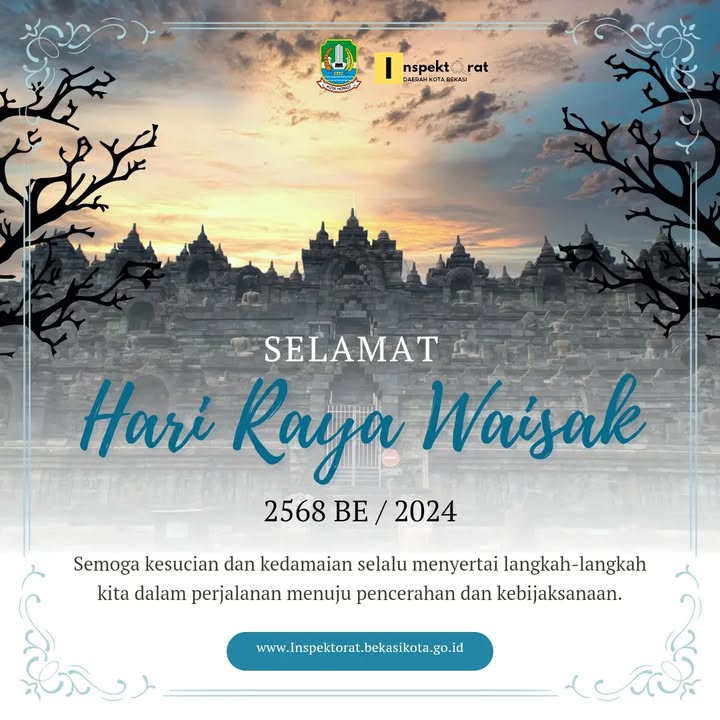 Inspektorat
DAERAH KOTA BEKASI
SELAMAT
Hari Raya Waisak
2568 BE / 2024
Semoga kesucian dan kedamaian selalu menyertai langkah-langkah
kita dalam perjalanan menuju pencerahan dan kebijaksanaan.
www.Inspektorat.bekasikota.go.id